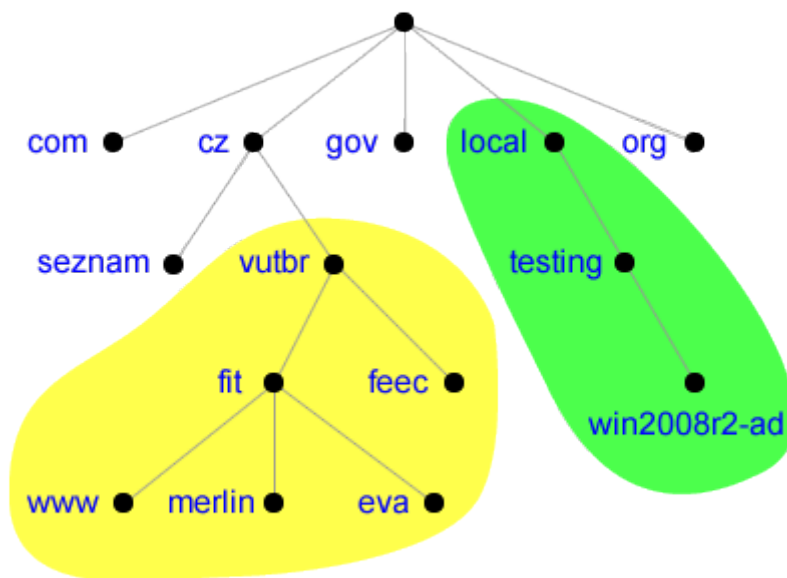 com cz gov local org
seznam vutbr testing
fit feec
win2008r2-ad
www merlin eva